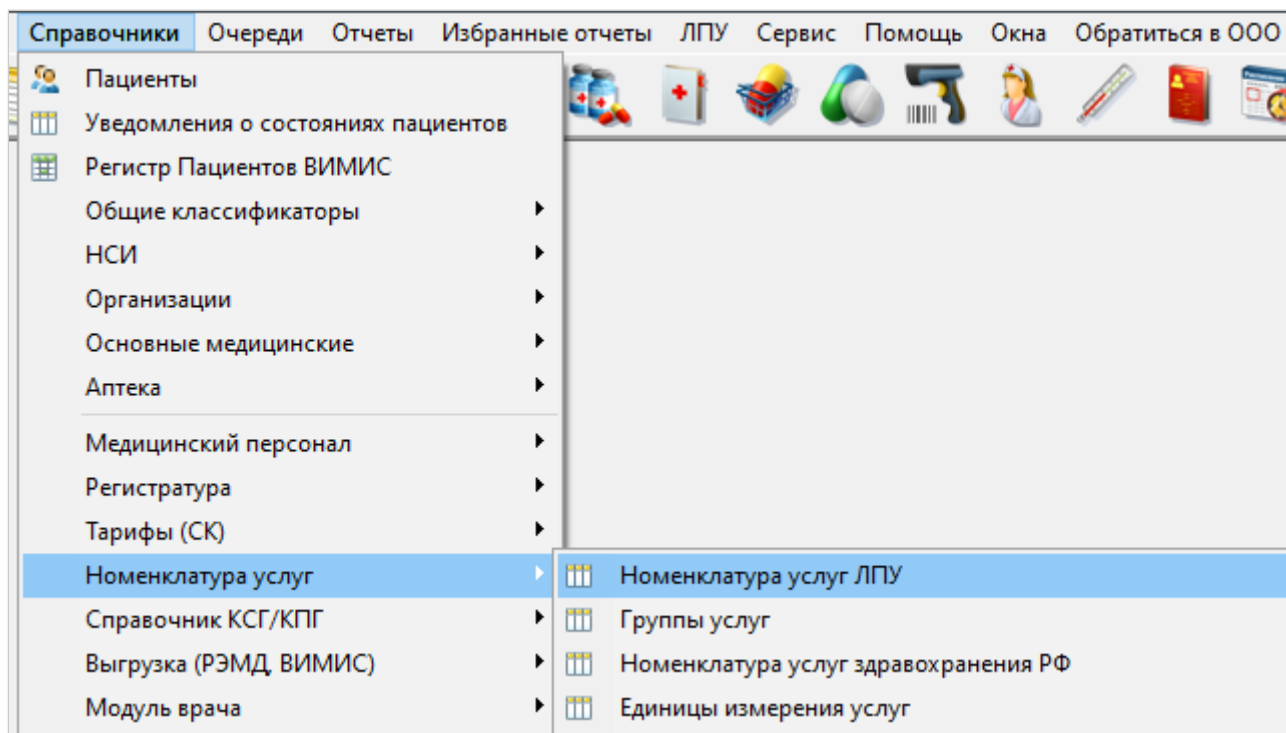 Справочники Очереди Отчеты Избранные отчеты ЛПУ Сервис Помощь Окна Обратиться в ООО
Пациенты
Уведомления о состояниях пациентов
Регистр Пациентов ВИМИС
Общие классификаторы
НСИ
Организации
Основные медицинские
Аптека
Медицинский персонал
Регистратура
Тарифы (СК)
Номенклатура услуг
Номенклатура услуг ЛПУ
Справочник КСГ/КПГ
Группы услуг
Выгрузка (РЭМД, ВИМИС)
Номенклатура услуг здравохранения РФ
Модуль врача
Единицы измерения услуг